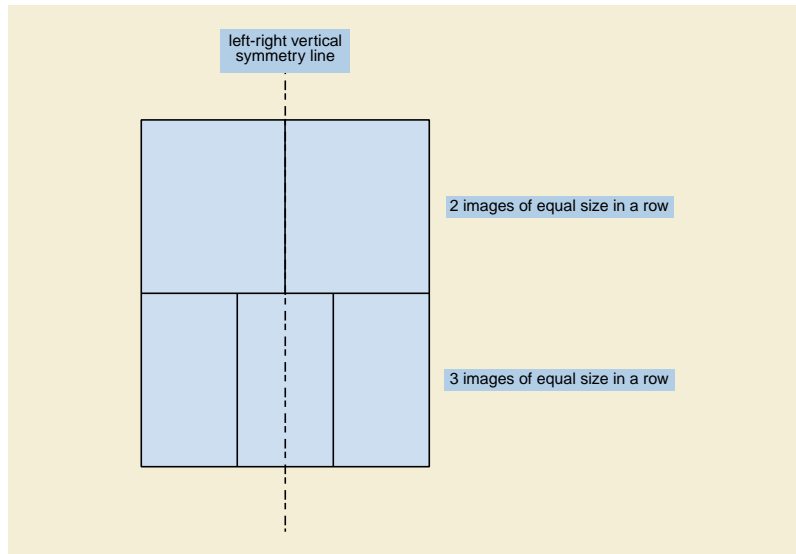 left-right vertical
symmetry line
2 images of equal size in a row
3 images of equal size in a row